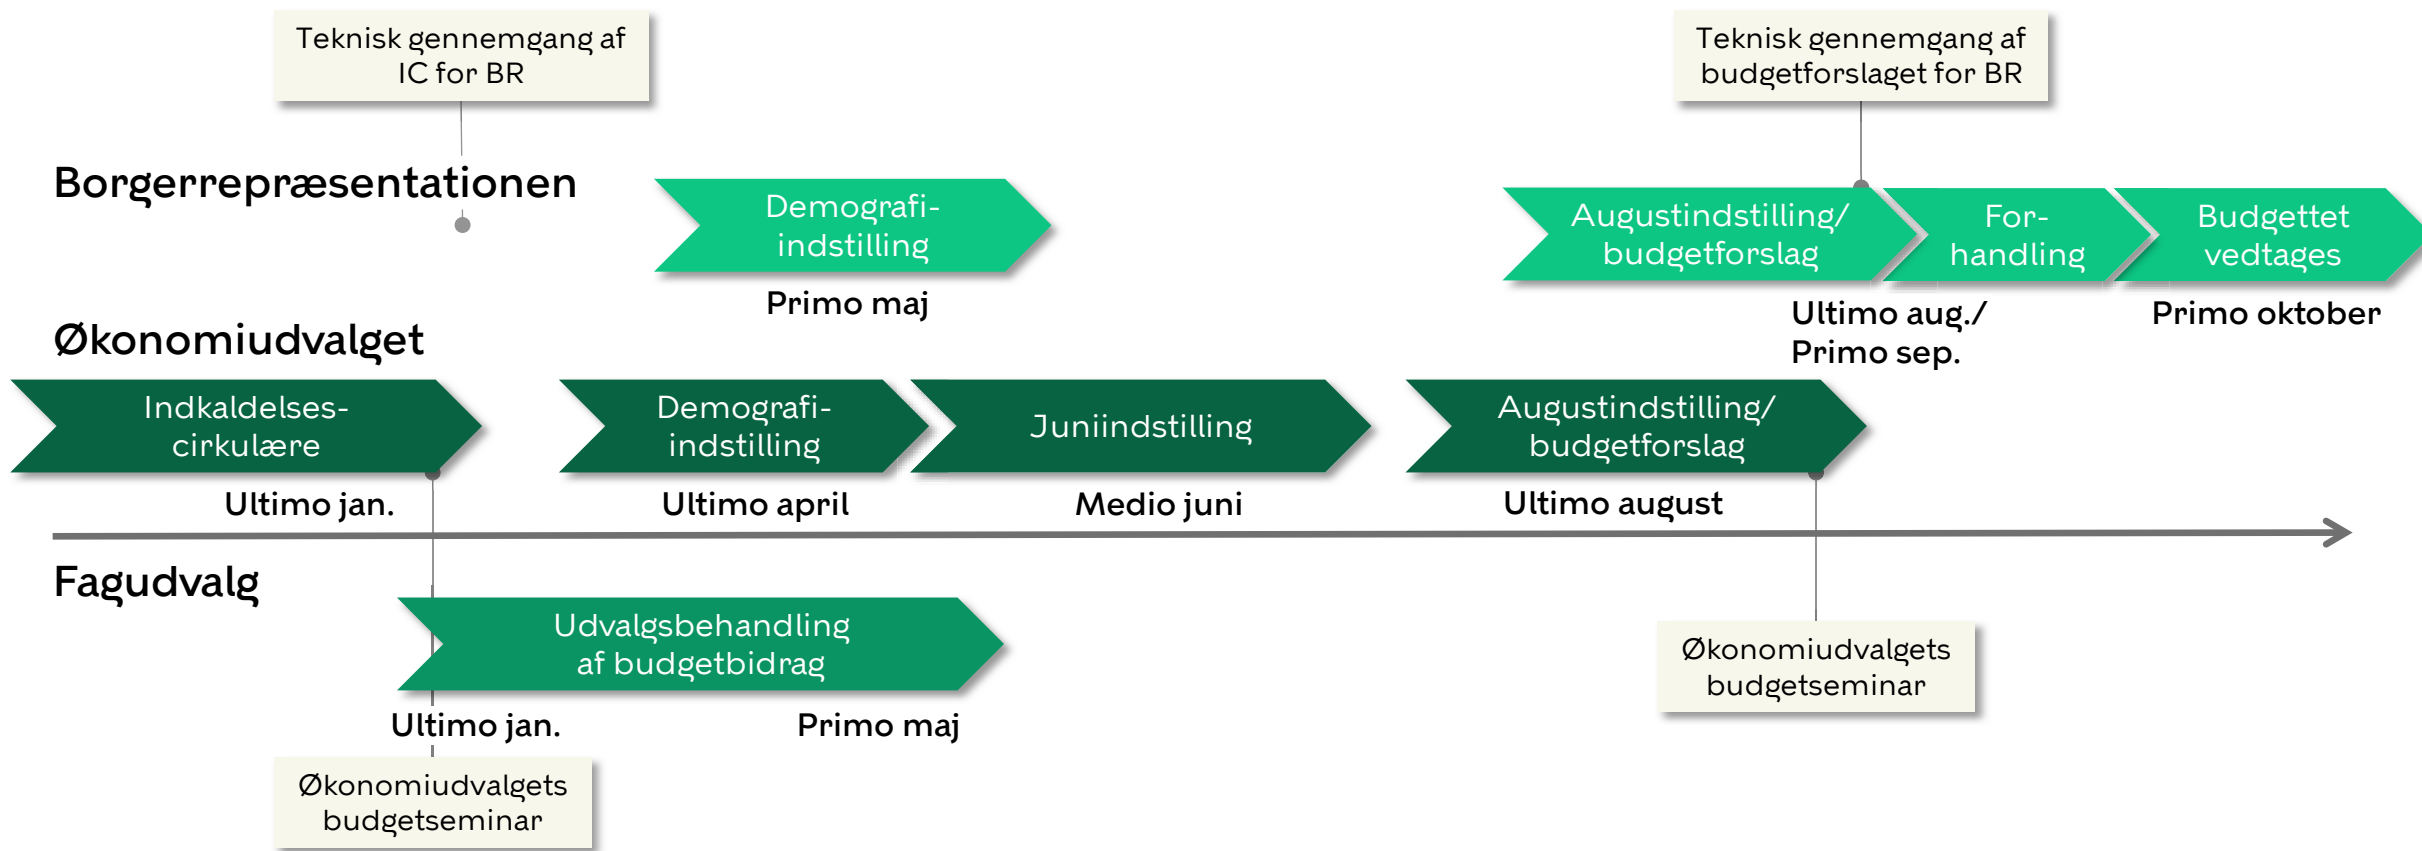 Teknisk gennemgang af
IC for BR
Teknisk gennemgang af
budgetforslaget for BR
Borgerrepræsentationen
Demografi-
indstilling
Primo maj
Augustindstilling/
budgetforslag
For-
handling
Budgettet
vedtages
Ultimo aug./
Primo sep.
Primo oktober
Økonomiudvalget
Indkaldelses-
cirkulære
Ultimo jan.
Demografi-
indstilling
Ultimo april
Juniindstilling
Medio juni
Augustindstilling/
budgetforslag
Ultimo august
Fagudvalg
Udvalgsbehandling
af budgetbidrag
Ultimo jan.
Primo maj
Økonomiudvalgets
budgetseminar
Økonomiudvalgets
budgetseminar